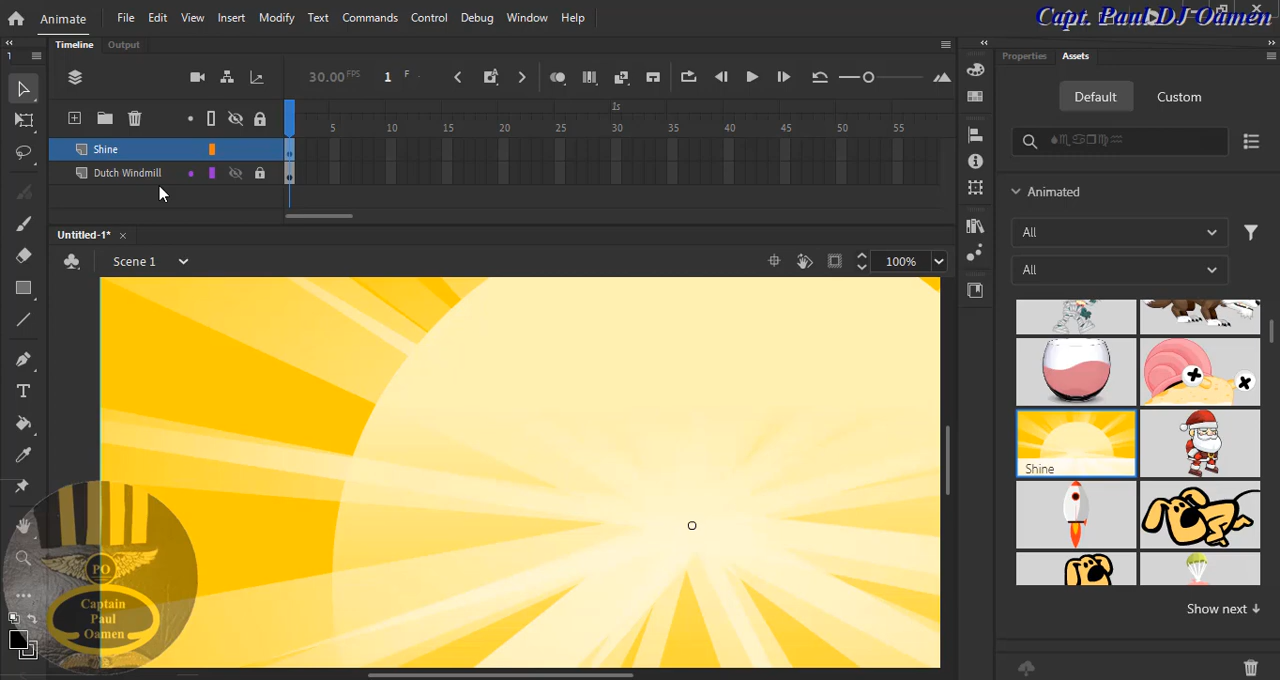 Animate
File Edit View Insert Modify Text Commands Control Debug Window Help
Capt. Paul DJ Oamen
1
Timeline Output
30.00 FPS 1 F
1s
5 10 15 20 25 30 35 40 45 50 55
Shine
Dutch Windmill
Untitled-1* ×
Scene 1
100%
Properties Assets
Default Custom
Animated
All
All
Shine
Show next
PO
Captain
Paul
Oamen